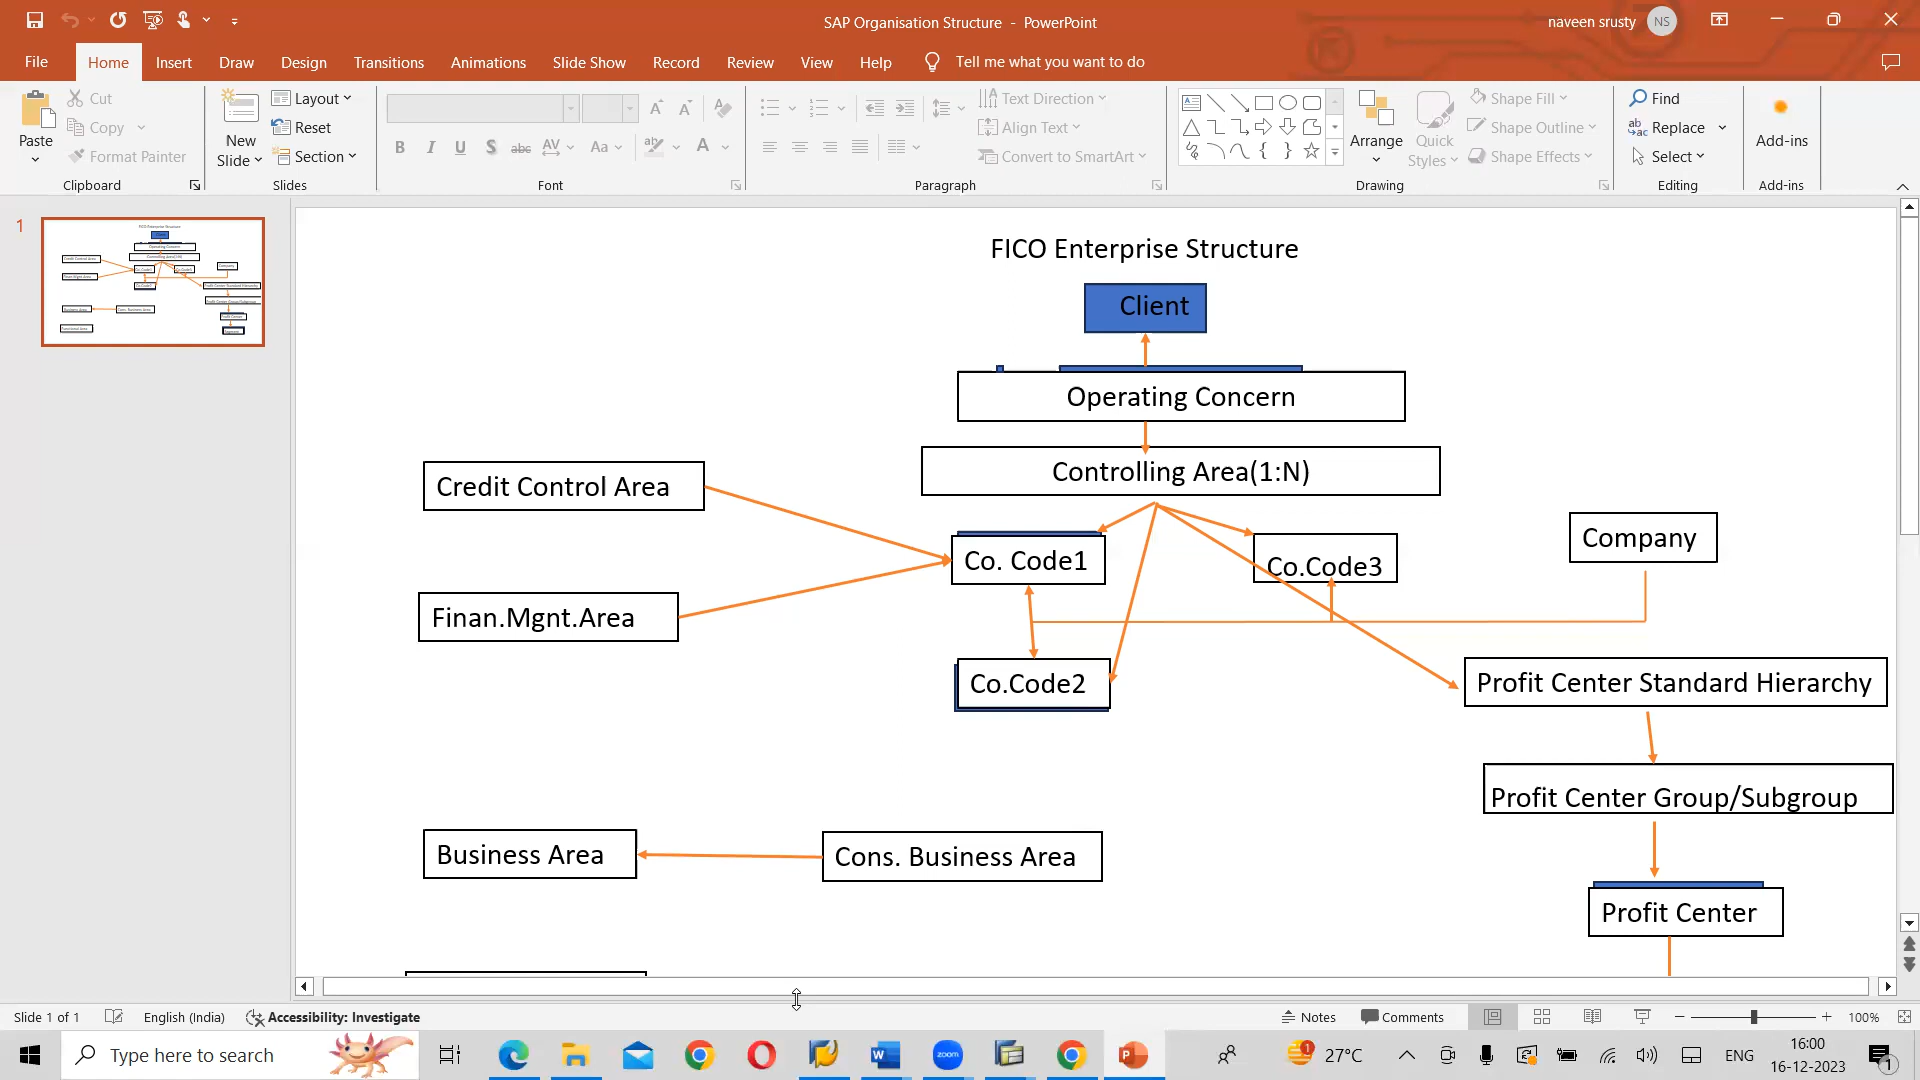 SAP Organisation Structure - PowerPoint
naveen srusty NS
File Home Insert Draw Design Transitions Animations Slide Show Record Review View Help Tell me what you want to do
Paste
Cut
Copy
Format Painter
Clipboard
New Slide
Layout
Reset
Section
Slides
B I U S abc AV Aa A
Font
Text Direction
Align Text
Convert to SmartArt
Paragraph
Arrange
Quick Styles
Shape Fill
Shape Outline
Shape Effects
Drawing
Find
Replace
Select
Editing
Add-ins
Add-ins
1
FICO Enterprise Structure
Client
Operating Concern
Controlling Area(1:N)
Credit Control Area
Company
Co. Code1
Co.Code3
Finan.Mgnt.Area
Co.Code2
Profit Center Standard Hierarchy
Profit Center Group/Subgroup
Business Area
Cons. Business Area
Profit Center
Slide 1 of 1 English (India) Accessibility: Investigate Notes Comments 100%
Type here to search 27°C ENG 16:00
16-12-2023